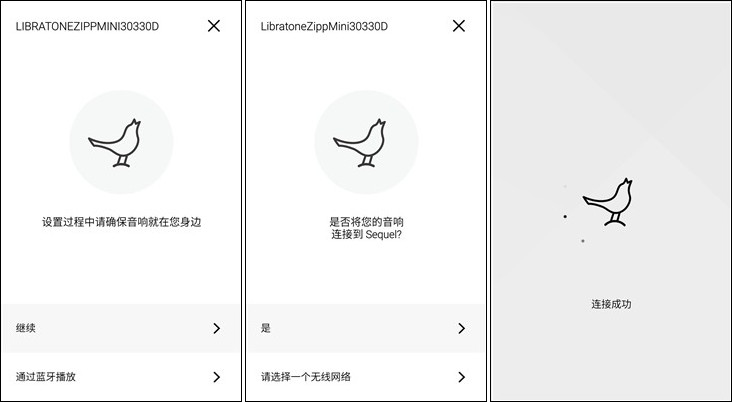 LIBRATONEZIPPMINI30330D
设置过程中请确保音响就在您身边
继续
通过蓝牙播放
LibratoneZippMini30330D
是否将您的音响
连接到 Sequel?
是
请选择一个无线网络
连接成功